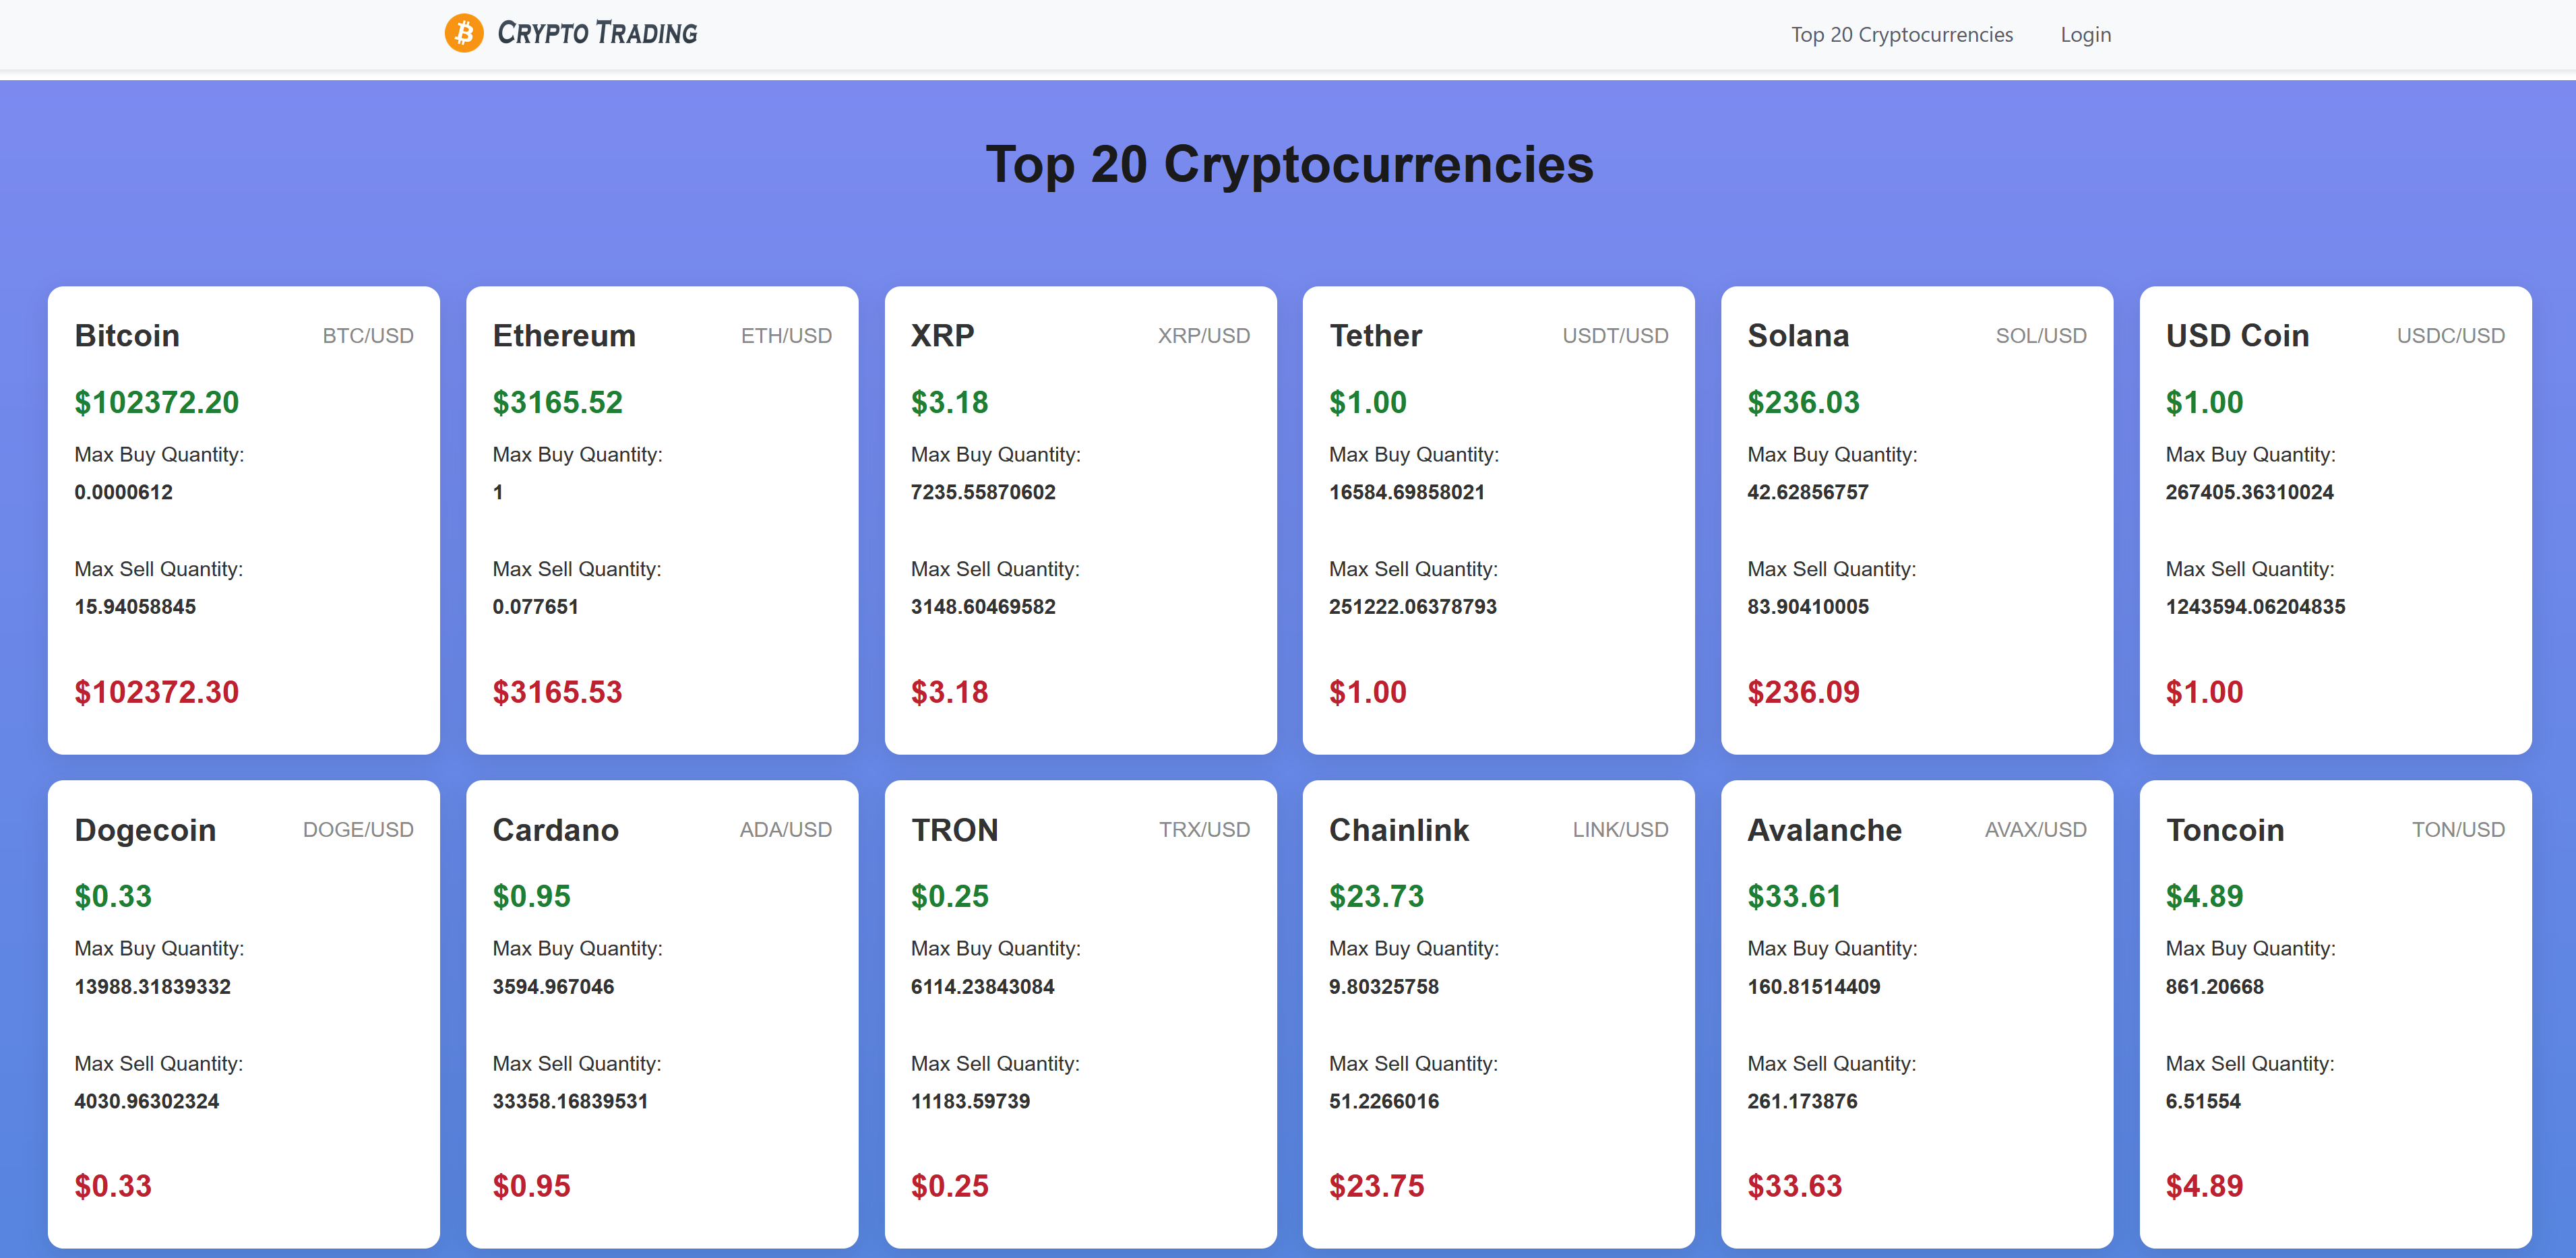 CRYPTO TRADING
Top 20 Cryptocurrencies Login
Top 20 Cryptocurrencies
Bitcoin BTC/USD
$102372.20
Max Buy Quantity:
0.0000612
Max Sell Quantity:
15.94058845
$102372.30
Ethereum ETH/USD
$3165.52
Max Buy Quantity:
1
Max Sell Quantity:
0.077651
$3165.53
XRP XRP/USD
$3.18
Max Buy Quantity:
7235.55870602
Max Sell Quantity:
3148.60469582
$3.18
Tether USDT/USD
$1.00
Max Buy Quantity:
16584.69858021
Max Sell Quantity:
251222.06378793
$1.00
Solana SOL/USD
$236.03
Max Buy Quantity:
42.62856757
Max Sell Quantity:
83.90410005
$236.09
USD Coin USDC/USD
$1.00
Max Buy Quantity:
267405.36310024
Max Sell Quantity:
1243594.06204835
$1.00
Dogecoin DOGE/USD
$0.33
Max Buy Quantity:
13988.31839332
Max Sell Quantity:
4030.96302324
$0.33
Cardano ADA/USD
$0.95
Max Buy Quantity:
3594.967046
Max Sell Quantity:
33358.16839531
$0.95
TRON TRX/USD
$0.25
Max Buy Quantity:
6114.23843084
Max Sell Quantity:
11183.59739
$0.25
Chainlink LINK/USD
$23.73
Max Buy Quantity:
9.80325758
Max Sell Quantity:
51.2266016
$23.75
Avalanche AVAX/USD
$33.61
Max Buy Quantity:
160.81514409
Max Sell Quantity:
261.173876
$33.63
Toncoin TON/USD
$4.89
Max Buy Quantity:
861.20668
Max Sell Quantity:
6.51554
$4.89